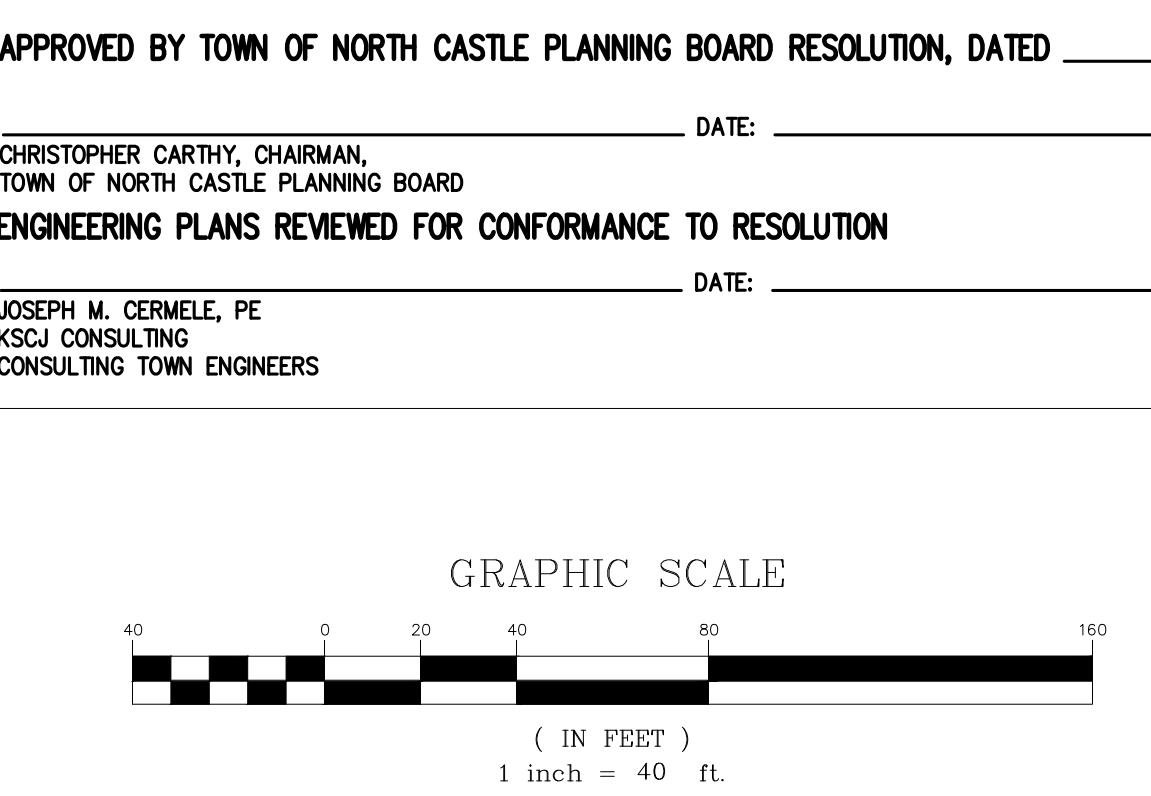 APPROVED BY TOWN OF NORTH CASTLE PLANNING BOARD RESOLUTION, DATED
DATE:
CHRISTOPHER CARTHY, CHAIRMAN,
TOWN OF NORTH CASTLE PLANNING BOARD
ENGINEERING PLANS REVIEWED FOR CONFORMANCE TO RESOLUTION
DATE:
JOSEPH M. CERMELE, PE
KSCJ CONSULTING
CONSULTING TOWN ENGINEERS
GRAPHIC SCALE
40 0 20 40 80 160
( IN FEET )
1 inch = 40 ft.